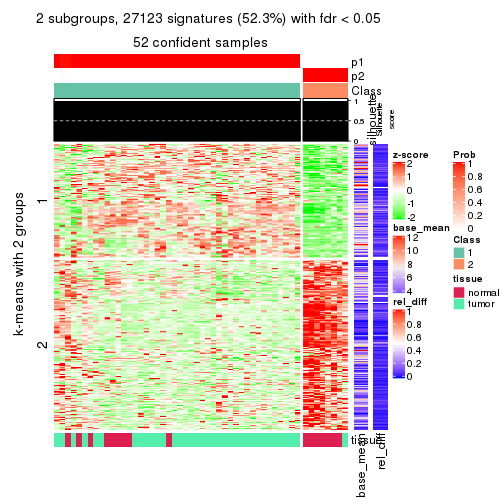 2 subgroups, 27123 signatures (52.3%) with fdr < 0.05
52 confident samples
p1
p2
Class
1
0.5
0
silhouette
Silhouette
score
k-means with 2 groups
1
2
tissue
base_mean
rel_diff
z-score
2
1
0
-1
-2
base_mean
12
10
8
6
4
rel_diff
1
0.8
0.6
0.4
0.2
0
Prob
1
0.8
0.6
0.4
0.2
0
Class
1
2
tissue
normal
tumor